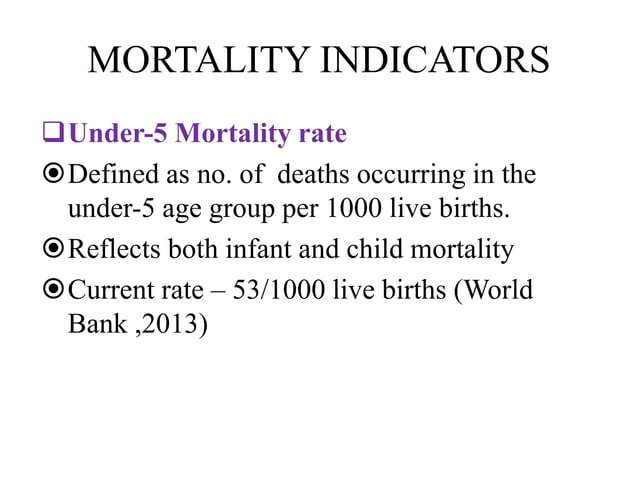 MORTALITY INDICATORS
❑Under-5 Mortality rate
⦿Defined as no. of  deaths occurring in the
under-5 age group per 1000 live births.
⦿Reflects both infant and child mortality
⦿Current rate – 53/1000 live births (World
Bank ,2013)